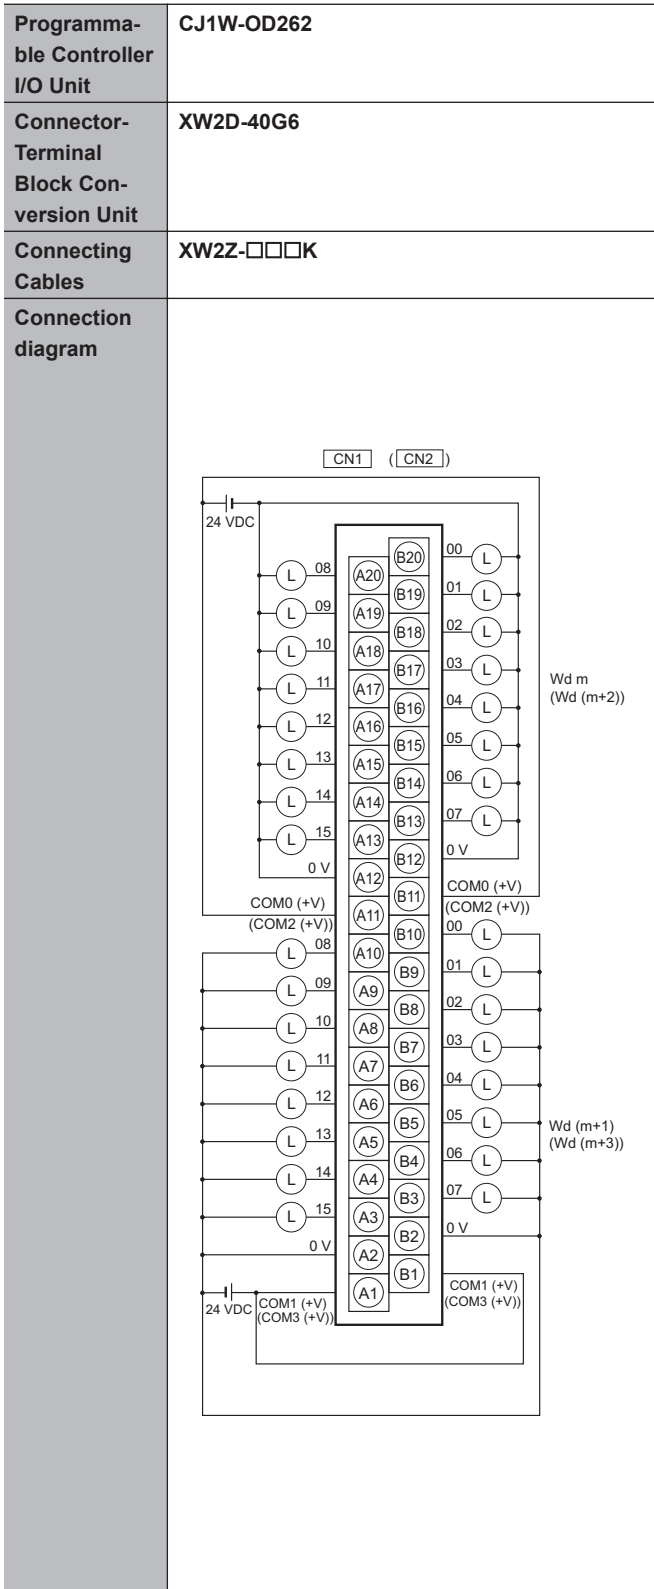 Programma-
ble Controller
I/O Unit
CJ1W-OD262
Connector-
Terminal
Block Con-
version Unit
XW2D-40G6
Connecting
Cables
XW2Z-□□□K
Connection
diagram
CN1 (CN2)
24 VDC
B20 00 L
L 08 A20
B19 01 L
L 09 A19
B18 02 L
L 10 A18
B17 03 L
L 11 A17
Wd m
(Wd (m+2))
B16 04 L
L 12 A16
B15 05 L
L 13 A15
B14 06 L
L 14 A14
B13 07 L
L 15 A13
B12 0 V
0 V A12
B11 COM0 (+V)
(COM2 (+V))
COM0 (+V)
(COM2 (+V))
A11
B10 00 L
L 08 A10
B9 01 L
L 09 A9
B8 02 L
L 10 A8
B7 03 L
L 11 A7
B6 04 L
L 12 A6
B5 05 L
Wd (m+1)
(Wd (m+3))
L 13 A5
B4 06 L
L 14 A4
B3 07 L
L 15 A3
B2 0 V
0 V A2
B1 COM1 (+V)
(COM3 (+V))
24 VDC
COM1 (+V)
(COM3 (+V))
A1